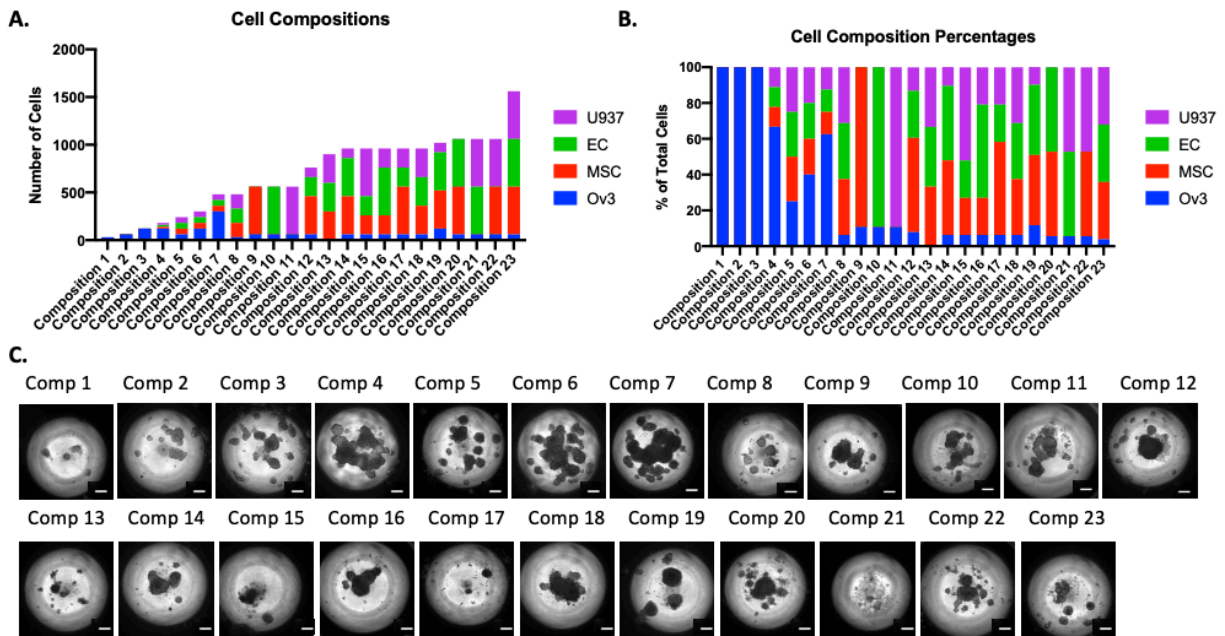 A.
Cell Compositions
Number of Cells
2000
1500
1000
500
0
Composition 1
Composition 2
Composition 3
Composition 4
Composition 5
Composition 6
Composition 7
Composition 8
Composition 9
Composition 10
Composition 11
Composition 12
Composition 13
Composition 14
Composition 15
Composition 16
Composition 17
Composition 18
Composition 19
Composition 20
Composition 21
Composition 22
Composition 23
U937
EC
MSC
Ov3
B.
Cell Composition Percentages
% of Total Cells
100
80
60
40
20
0
Composition 1
Composition 2
Composition 3
Composition 4
Composition 5
Composition 6
Composition 7
Composition 8
Composition 9
Composition 10
Composition 11
Composition 12
Composition 13
Composition 14
Composition 15
Composition 16
Composition 17
Composition 18
Composition 19
Composition 20
Composition 21
Composition 22
Composition 23
U937
EC
MSC
Ov3
C.
Comp 1 Comp 2 Comp 3 Comp 4 Comp 5 Comp 6 Comp 7 Comp 8 Comp 9 Comp 10 Comp 11 Comp 12
Comp 13 Comp 14 Comp 15 Comp 16 Comp 17 Comp 18 Comp 19 Comp 20 Comp 21 Comp 22 Comp 23